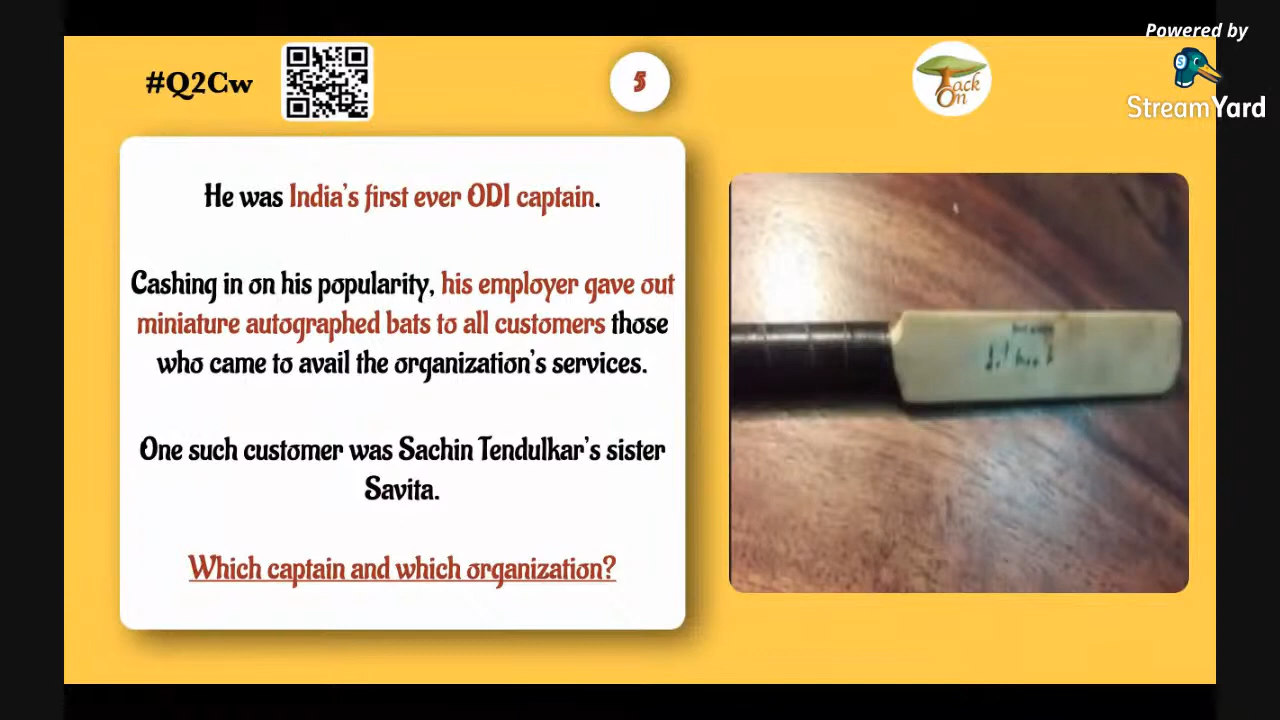 Powered by
StreamYard
#Q2Cw
5
Jack
On
He was India's first ever ODI captain.
Cashing in on his popularity, his employer gave out
miniature autographed bats to all customers those
who came to avail the organization's services.
One such customer was Sachin Tendulkar's sister
Savita.
Which captain and which organization?